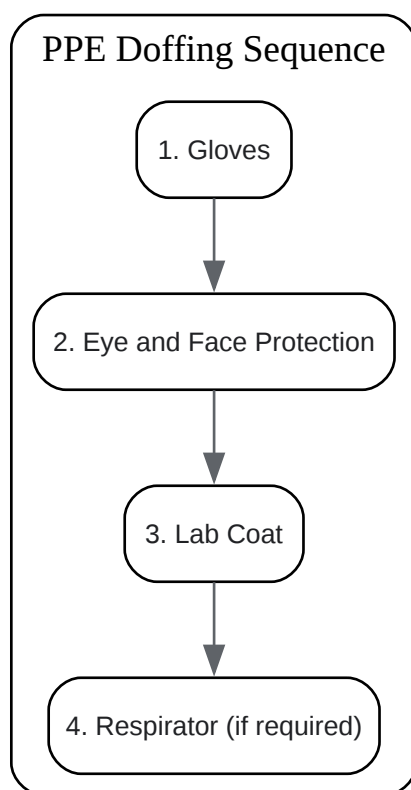 PPE Doffing Sequence
1. Gloves
2. Eye and Face Protection
3. Lab Coat
4. Respirator (if required)